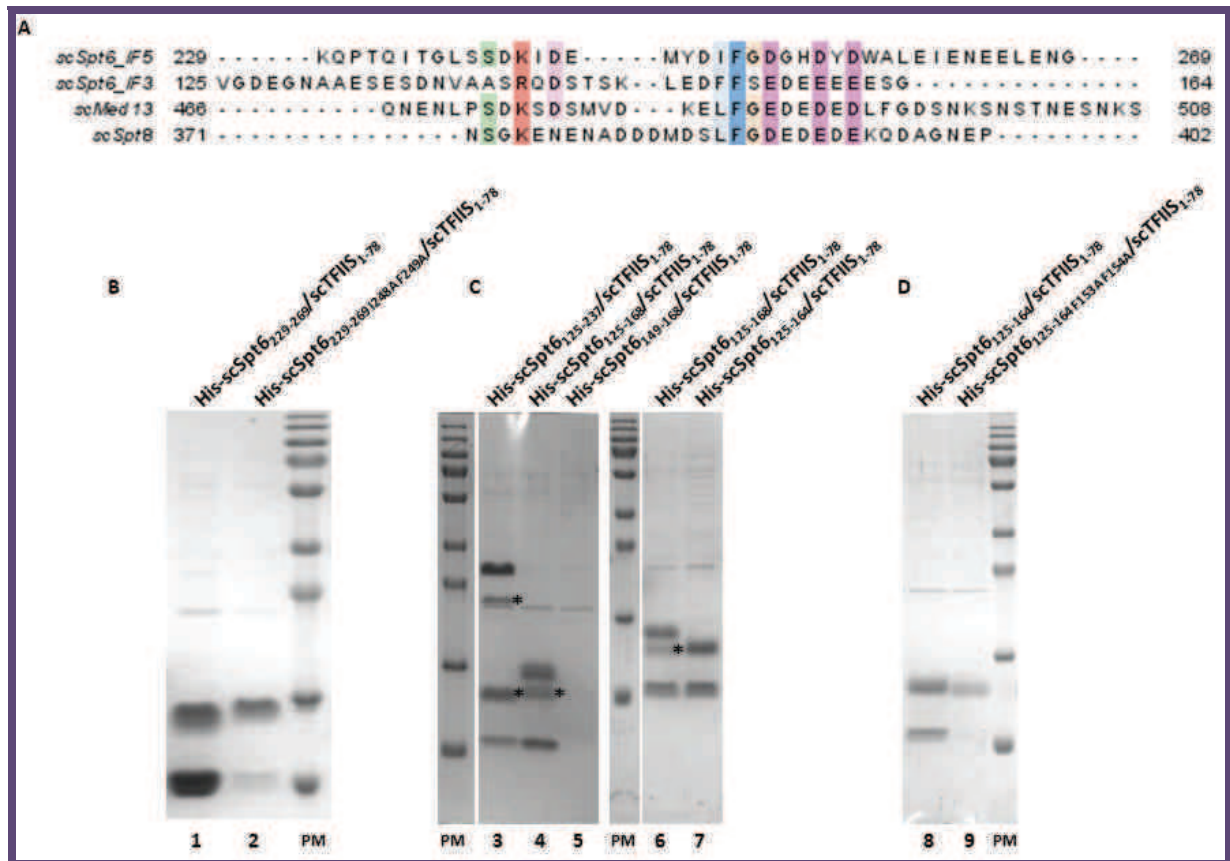 A
scSpt6_IF5 229 ------KQPTQITGLSSDKIDE-----MYDIFGDGHDYDWALEIENEELENG---- 269
scSpt6_IF3 125 VGDEGNAAESESDNVAASRQDSTSK--LEDFFSEDEEEEESG-------------- 164
scMed13 466 ----------QNENLPSDKSDSMVD---KELFGEDEDEDLFGDSNKSNSTNESNKS 508
scSpt8 371 ---------------NSGKENENADDDMDSLFGDEDEDEKQDAGNEP--------- 402
B
His-scSpt6229-269/scTFIIS1-78
His-scSpt6229-269I248AF249A/scTFIIS1-78
1 2 PM
C
His-scSpt6125-237/scTFIIS1-78
His-scSpt6125-168/scTFIIS1-78
His-scSpt6149-168/scTFIIS1-78
His-scSpt6125-168/scTFIIS1-78
His-scSpt6125-164/scTFIIS1-78
*
* *
*
PM 3 4 5 PM 6 7
D
His-scSpt6125-164/scTFIIS1-78
His-scSpt6125-164F153AF154A/scTFIIS1-78
8 9 PM